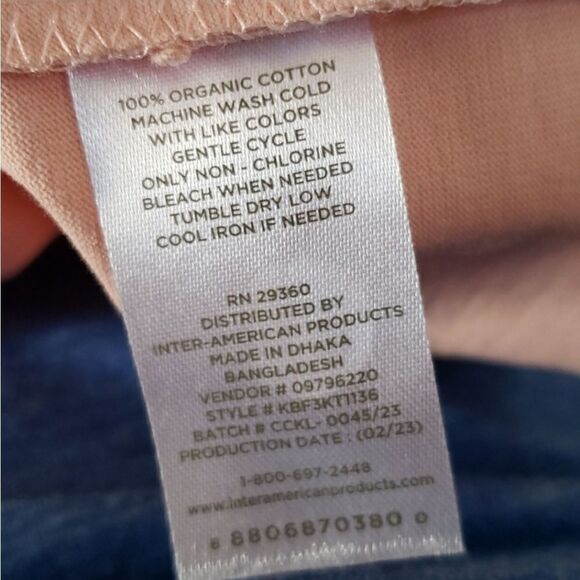 100% ORGANIC COTTON
MACHINE WASH COLD
WITH LIKE COLORS
GENTLE CYCLE
ONLY NON - CHLORINE
BLEACH WHEN NEEDED
TUMBLE DRY LOW
COOL IRON IF NEEDED
RN 29360
DISTRIBUTED BY
INTER-AMERICAN PRODUCTS
MADE IN DHAKA
BANGLADESH
VENDOR # 09796220
STYLE # KBF3KT1136
BATCH # CCKL- 0045/23
PRODUCTION DATE : (02/23)
1-800-697-2448
www.interamericanproducts.com
8 8806870380 0